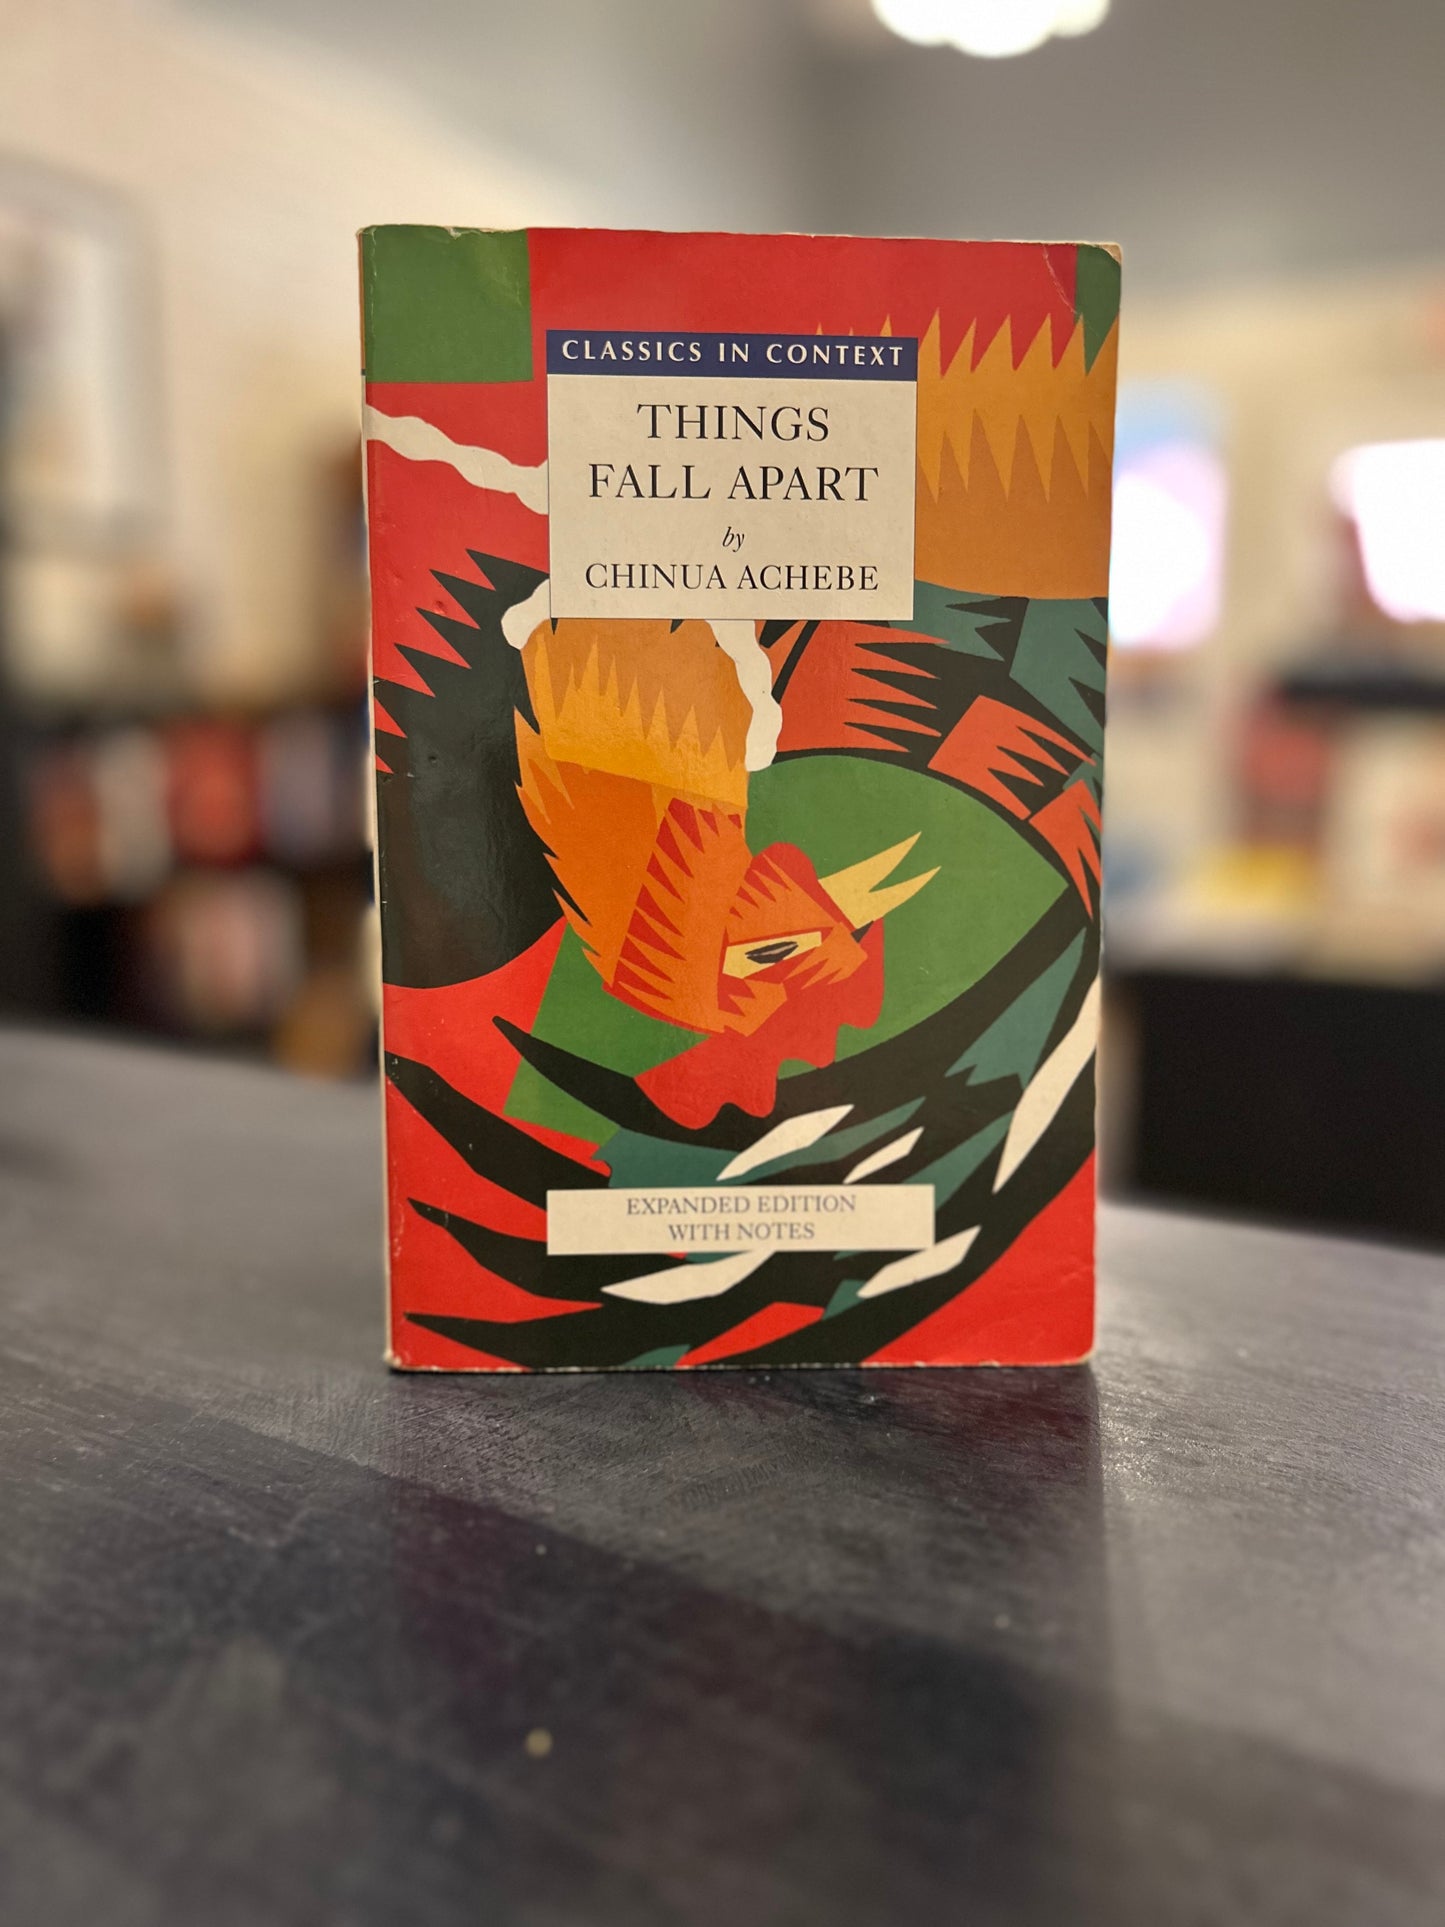 CLASSICS IN CONTEXT
THINGS
FALL APART
by
CHINUA ACHEBE
EXPANDED EDITION
WITH NOTES